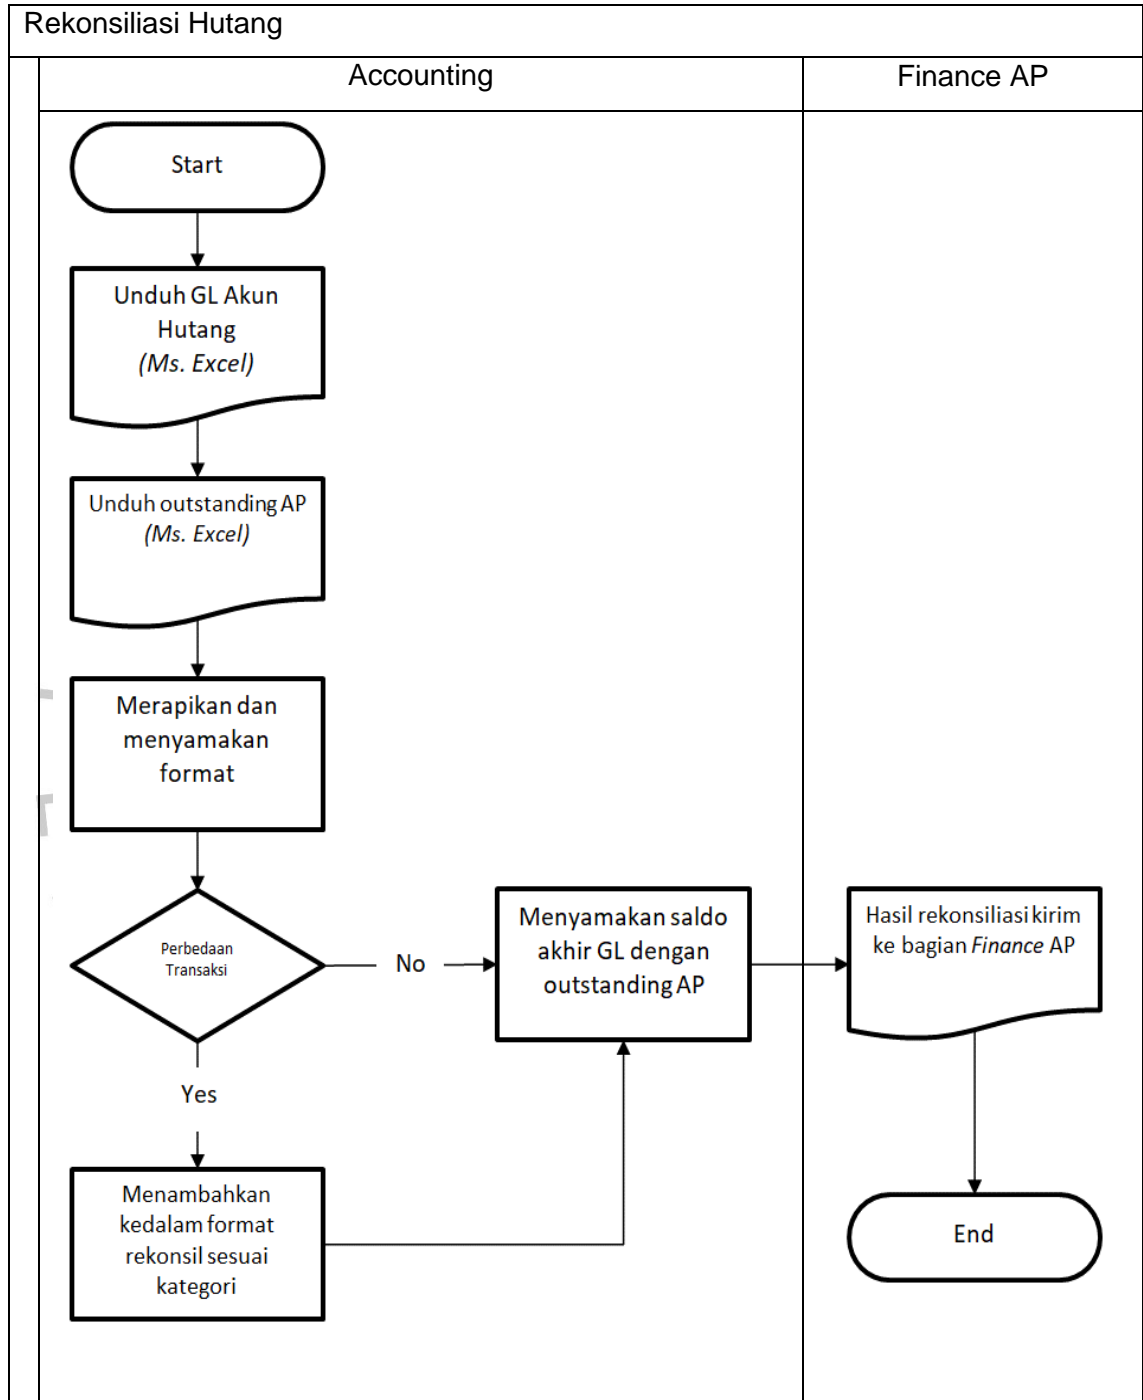 Rekonsiliasi Hutang
Accounting
Finance AP
Start
Unduh GL Akun
Hutang
(Ms. Excel)
Unduh outstanding AP
(Ms. Excel)
Merapikan dan
menyamakan
format
Perbedaan
Transaksi
No
Menyamakan saldo
akhir GL dengan
outstanding AP
Hasil rekonsiliasi kirim
ke bagian Finance AP
Yes
Menambahkan
kedalam format
rekonsil sesuai
kategori
End